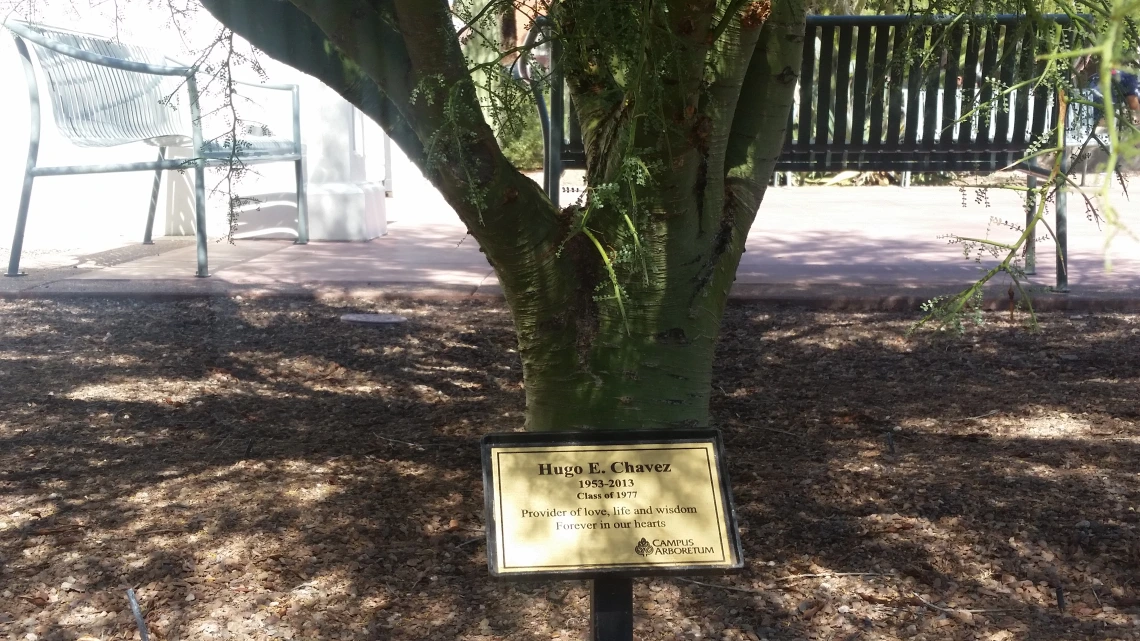 Hugo E. Chavez
1953-2013
Class of 1977
Provider of love, life and wisdom
Forever in our hearts
CAMPUS
ARBORETUM